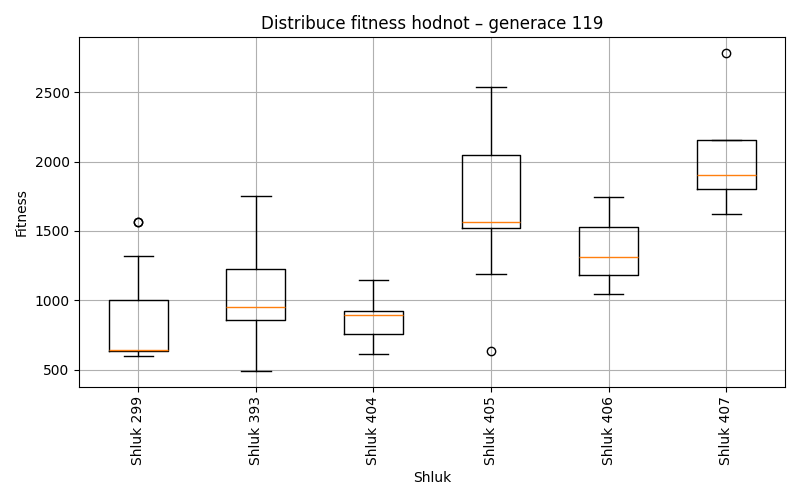 Distribuce fitness hodnot – generace 119
Fitness
2500
2000
1500
1000
500
Shluk 299
Shluk 393
Shluk 404
Shluk 405
Shluk 406
Shluk 407
Shluk